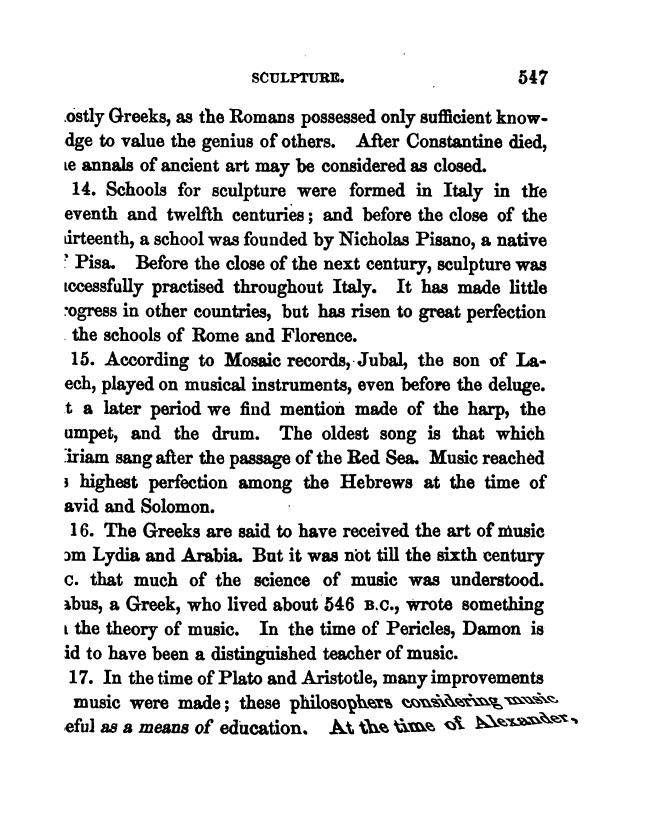 SCULPTURE. 547
ostly Greeks, as the Romans possessed only sufficient know-
dge to value the genius of others. After Constantine died,
e annals of ancient art may be considered as closed.
14. Schools for sculpture were formed in Italy in the
eventh and twelfth centuries; and before the close of the
irteenth, a school was founded by Nicholas Pisano, a native
Pisa. Before the close of the next century, sculpture was
ccessfully practised throughout Italy. It has made little
ogress in other countries, but has risen to great perfection
the schools of Rome and Florence.
15. According to Mosaic records, Jubal, the son of La-
ech, played on musical instruments, even before the deluge.
t a later period we find mention made of the harp, the
umpet, and the drum. The oldest song is that which
iriam sang after the passage of the Red Sea. Music reached
s highest perfection among the Hebrews at the time of
avid and Solomon.
16. The Greeks are said to have received the art of music
om Lydia and Arabia. But it was not till the sixth century
C. that much of the science of music was understood.
abus, a Greek, who lived about 546 B.C., wrote something
the theory of music. In the time of Pericles, Damon is
id to have been a distinguished teacher of music.
17. In the time of Plato and Aristotle, many improvements
music were made; these philosophers considering music
eful as a means of education. At the time of Alexander,